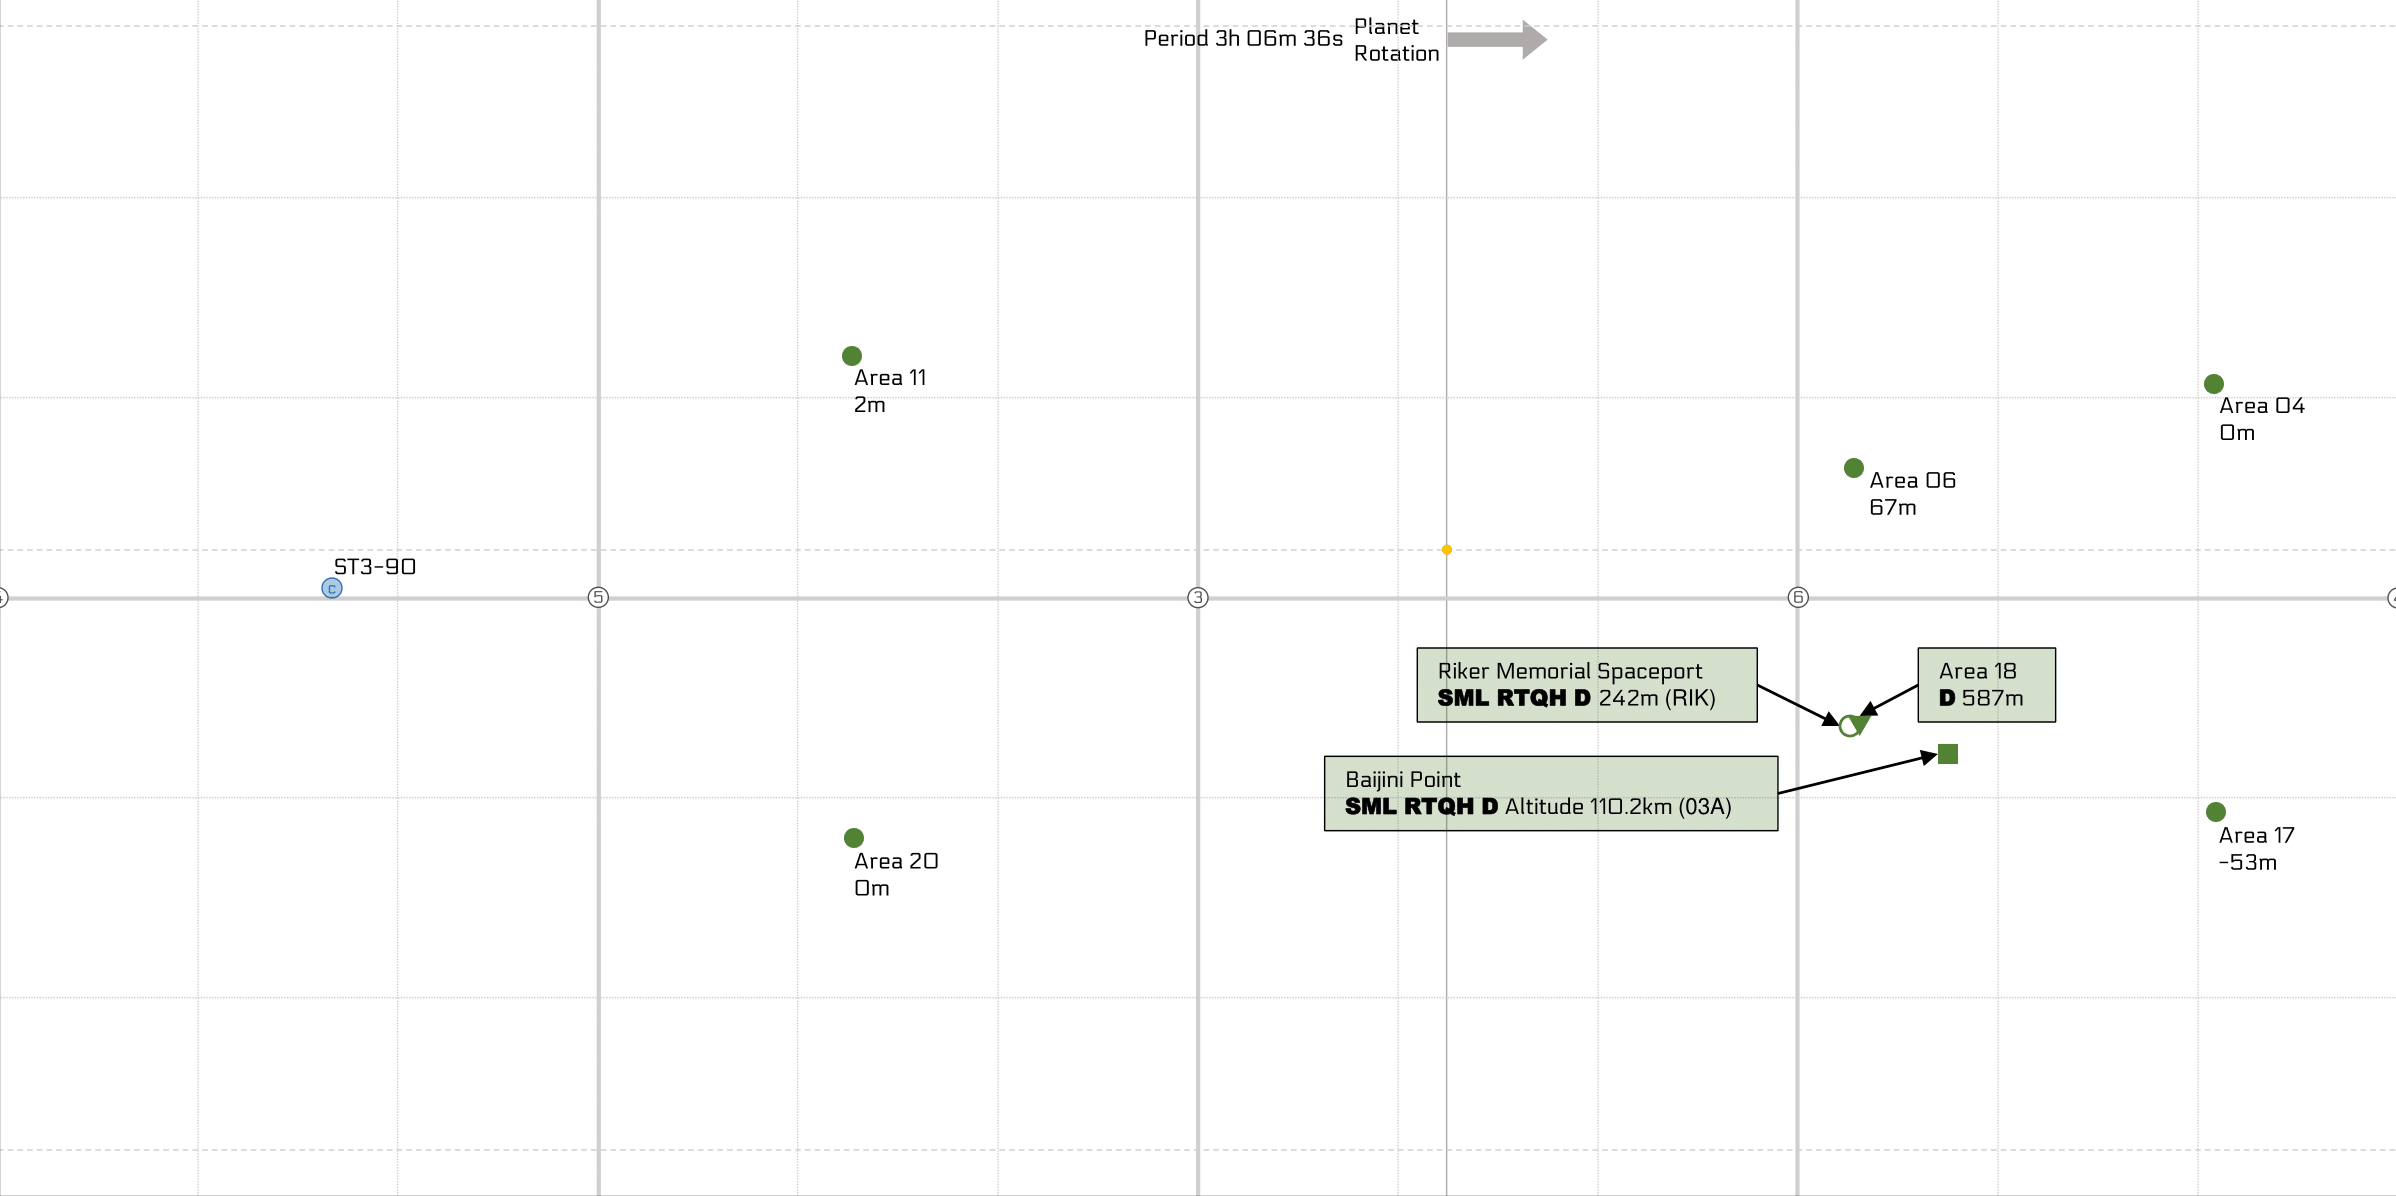 Period 3h 06m 36s
Planet
Rotation
Area 11
2m
Area 04
0m
Area 06
67m
ST3-90
C
5
3
6
4
Riker Memorial Spaceport
SML RTQH D 242m (RIK)
Area 18
D 587m
Baijini Point
SML RTQH D Altitude 110.2km (03A)
Area 20
0m
Area 17
-53m